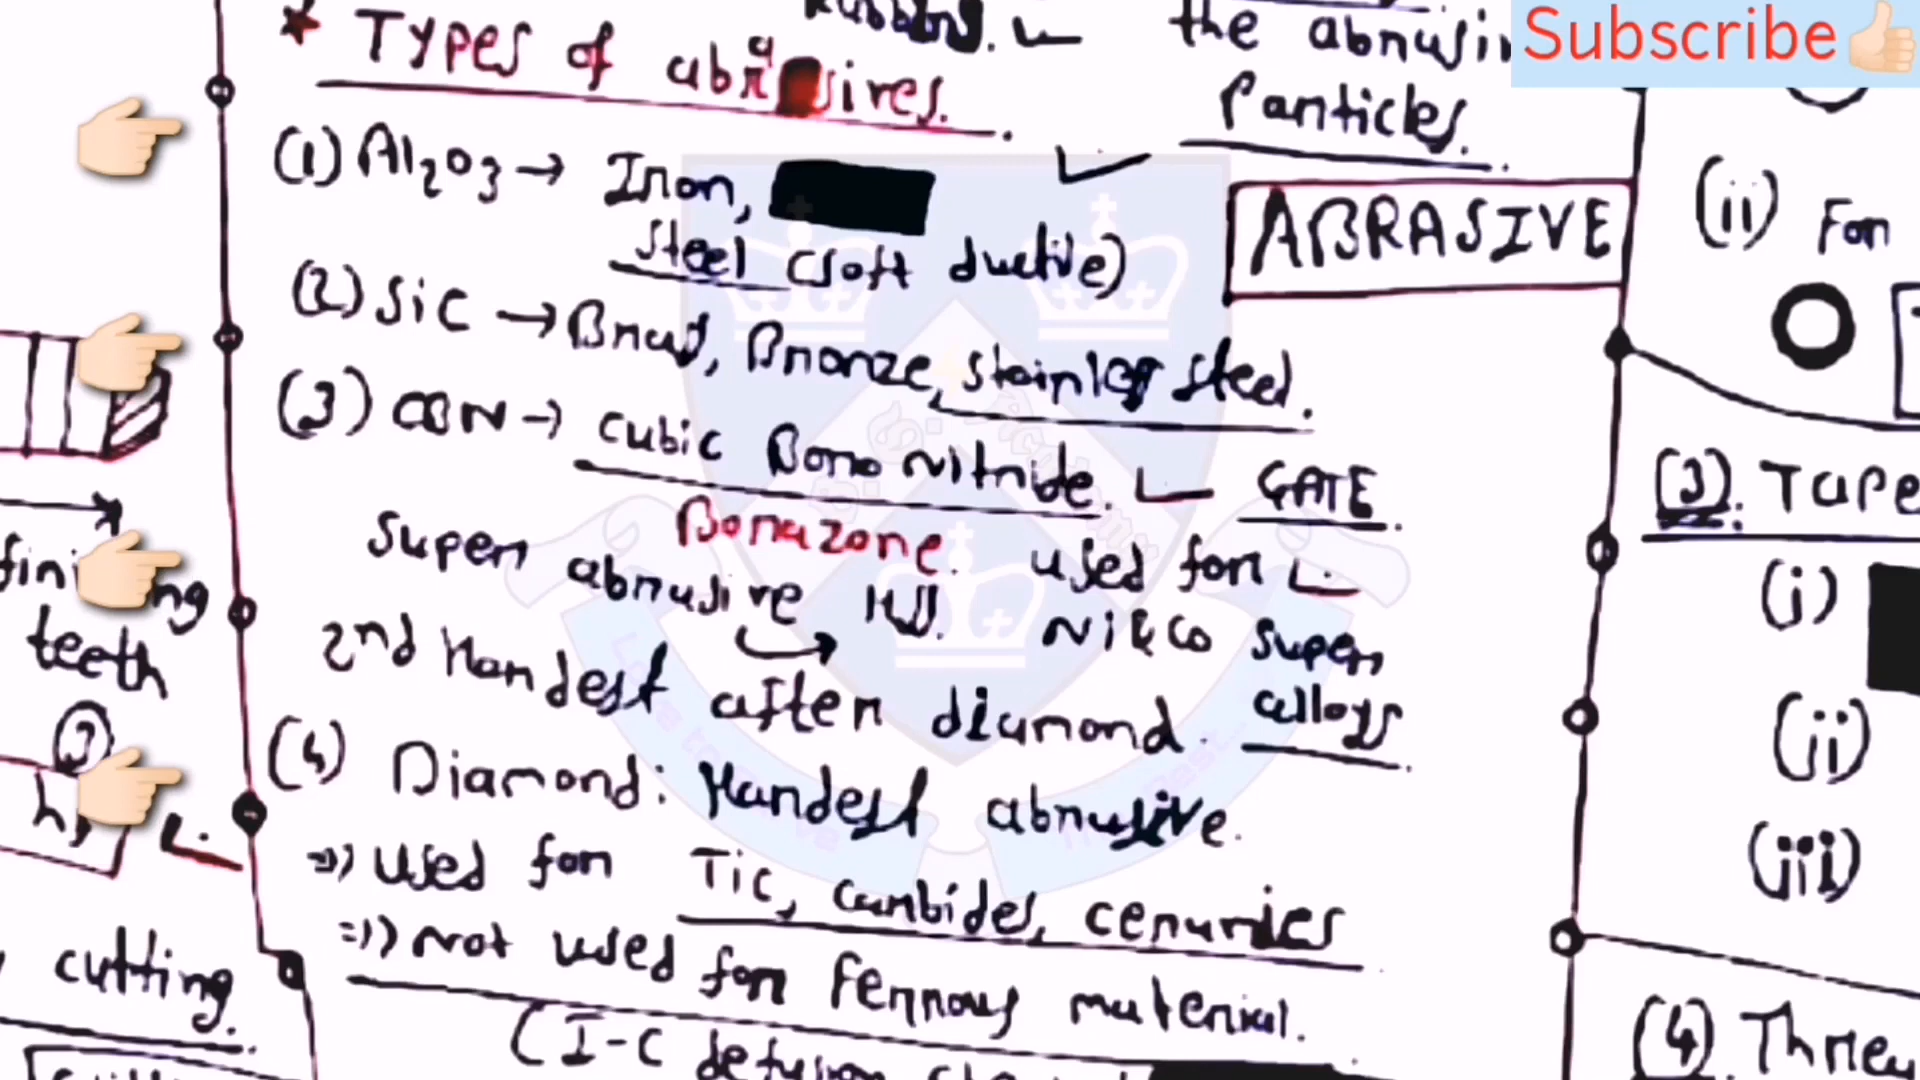 * Types of abrasives.
(1) Al2O3 → Iron,
Steel (soft ductile)
(2) SiC → Brass, Bronze, stainless steel.
(3) CBN → cubic Boro nitride. GATE
Borazone. used for
Super abrasive Ni & Co super
2nd Hardest after diamond. alloys
(4) Diamond: Hardest abrasive.
=>) used for TiC, carbides, ceramics
=>) Not used for Ferrous material.
the abrasive
Particles.
ABRASIVE
Subscribe
teeth
cutting.
(ii) For
(3). Tape
(i)
(ii)
(iii)
(4). Three